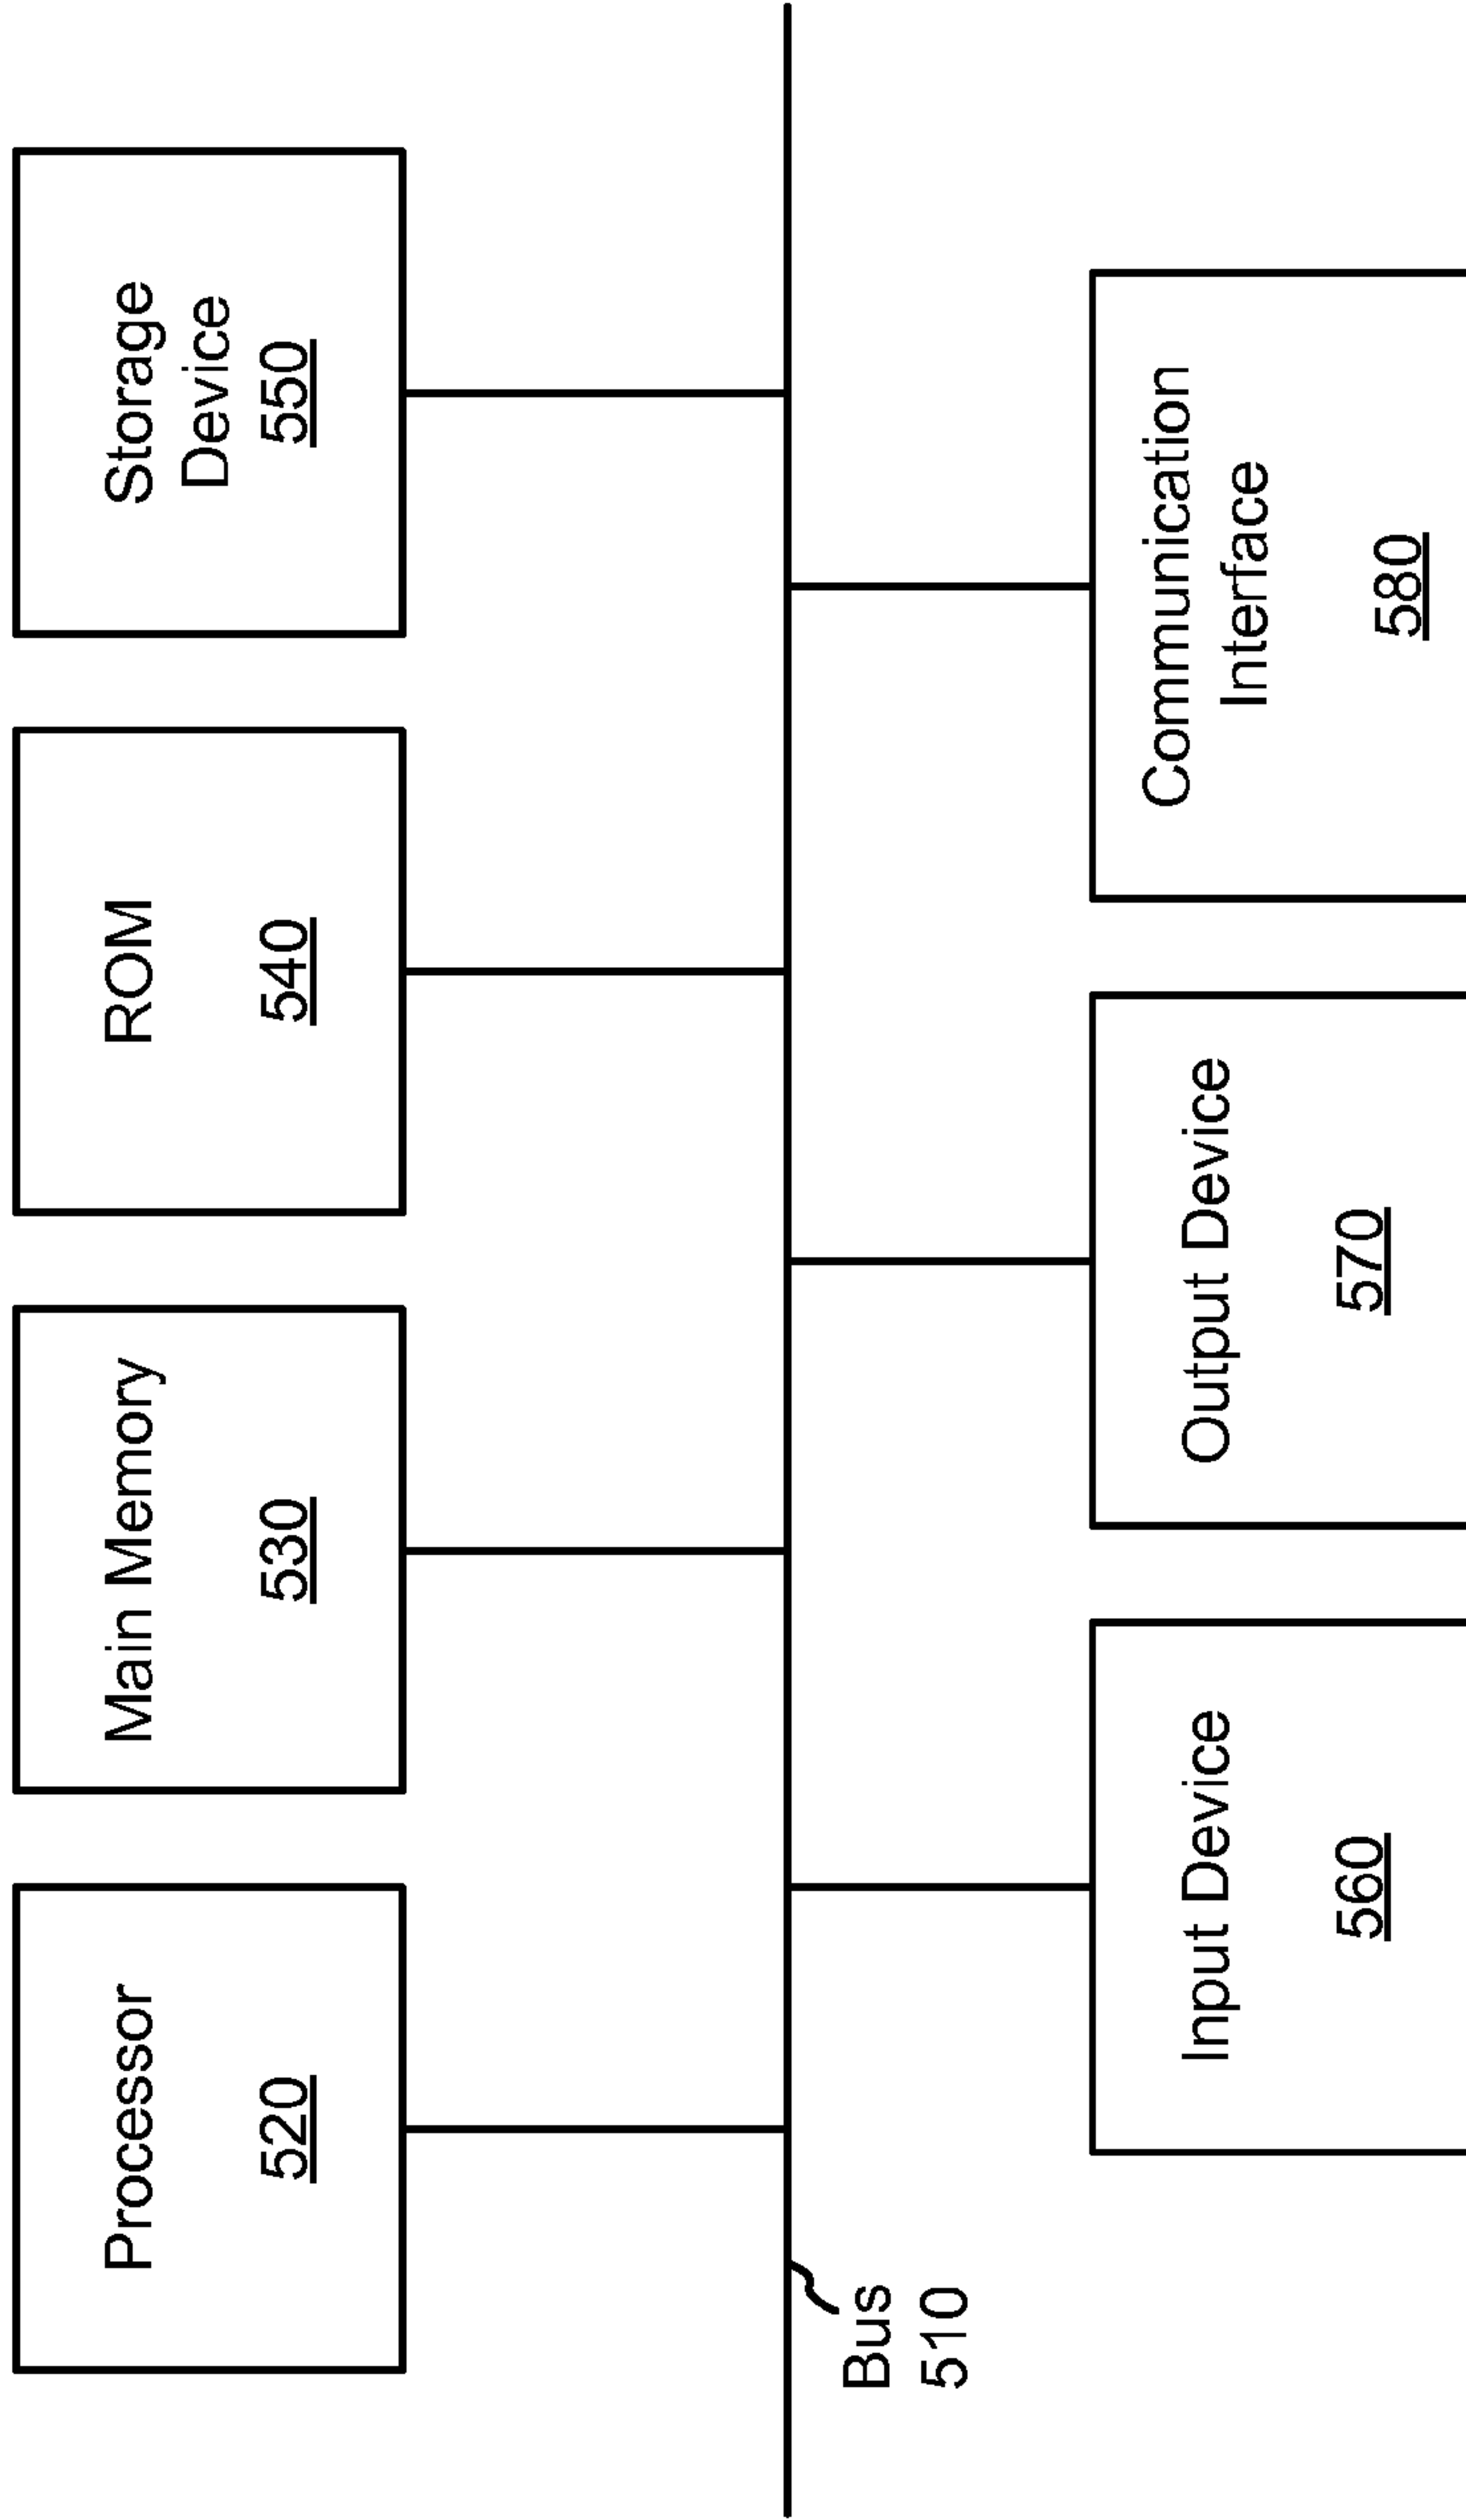 Processor
520
Main Memory
530
ROM
540
Storage
Device
550
Bus
510
Input Device
560
Output Device
570
Communication
Interface
580